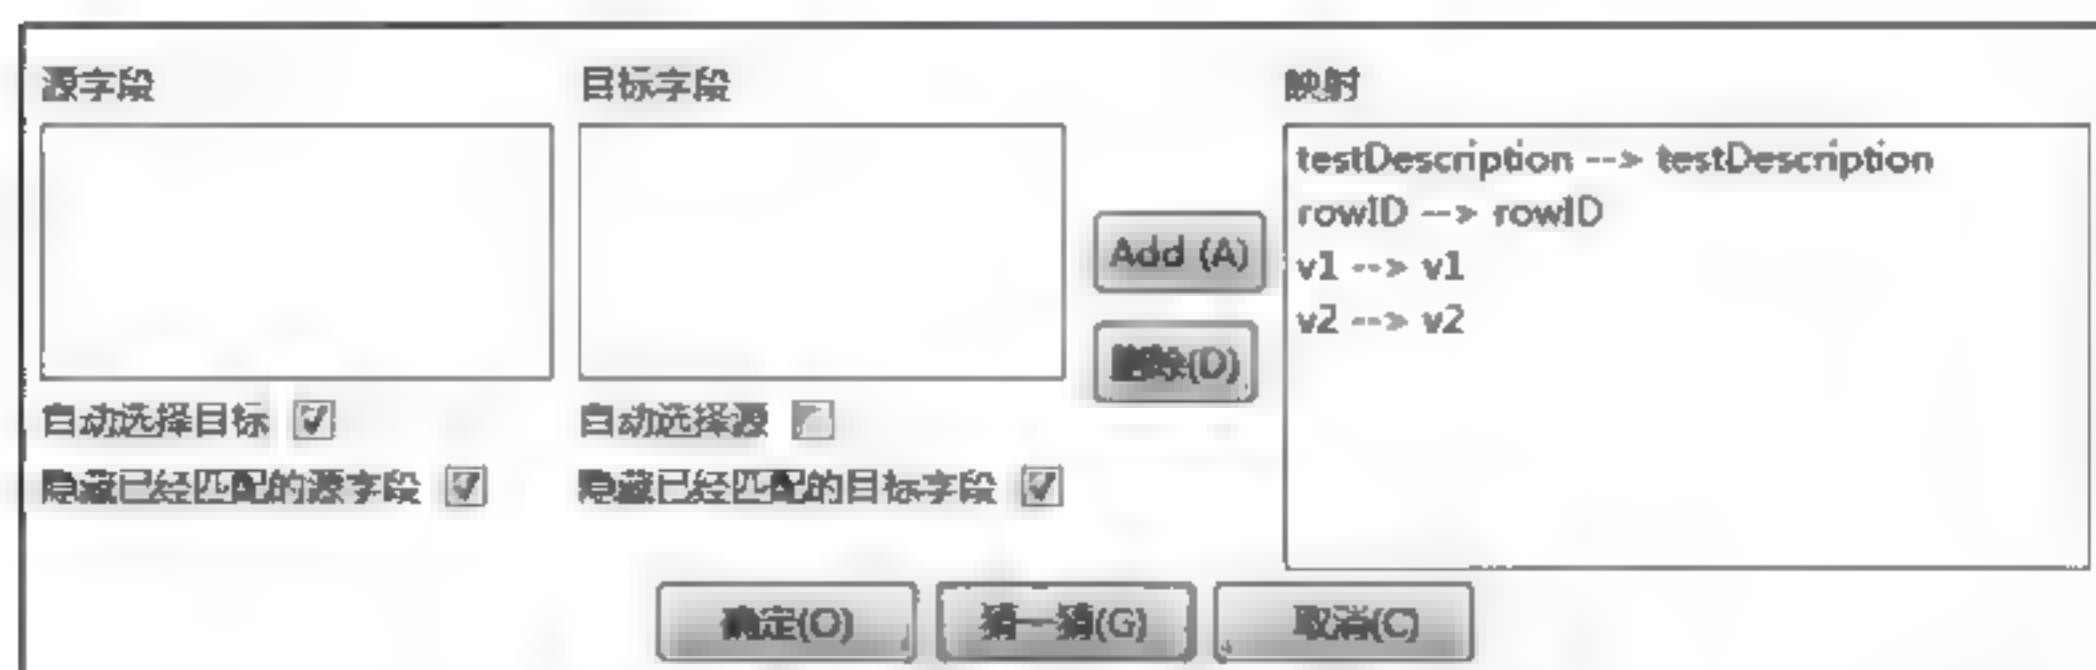 源字段
目标字段
映射
testDescription --> testDescription
rowID --> rowID
v1 --> v1
v2 --> v2
Add (A)
删除(D)
自动选择目标
自动选择源
隐藏已经匹配的源字段
隐藏已经匹配的目标字段
确定(O)
猜一猜(G)
取消(C)